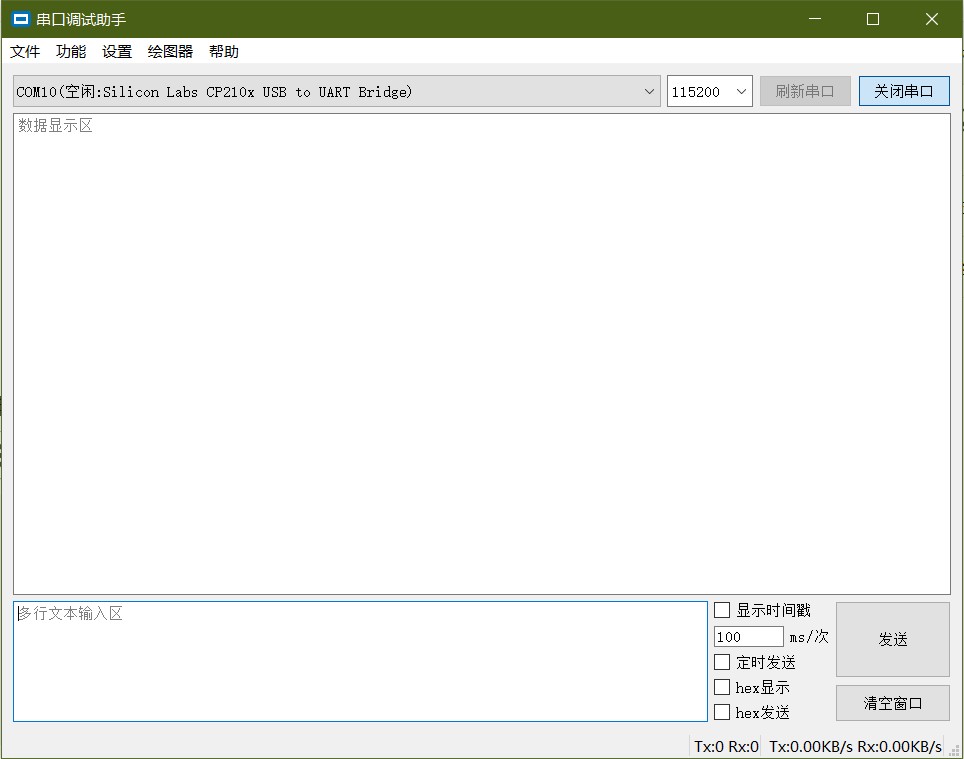 串口调试助手
文件 功能 设置 绘图器 帮助
COM10(空闲:Silicon Labs CP210x USB to UART Bridge) 115200 刷新串口 关闭串口
数据显示区
多行文本输入区
显示时间戳
100 ms/次
定时发送
hex显示
hex发送
发送
清空窗口
Tx:0 Rx:0 Tx:0.00KB/s Rx:0.00KB/s